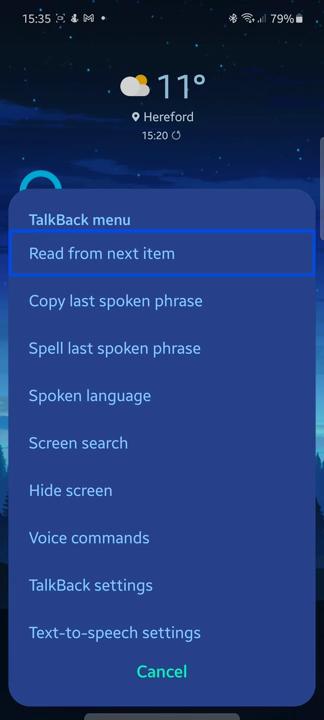 15:35
79%
11°
Hereford
15:20
TalkBack menu
Read from next item
Copy last spoken phrase
Spell last spoken phrase
Spoken language
Screen search
Hide screen
Voice commands
TalkBack settings
Text-to-speech settings
Cancel